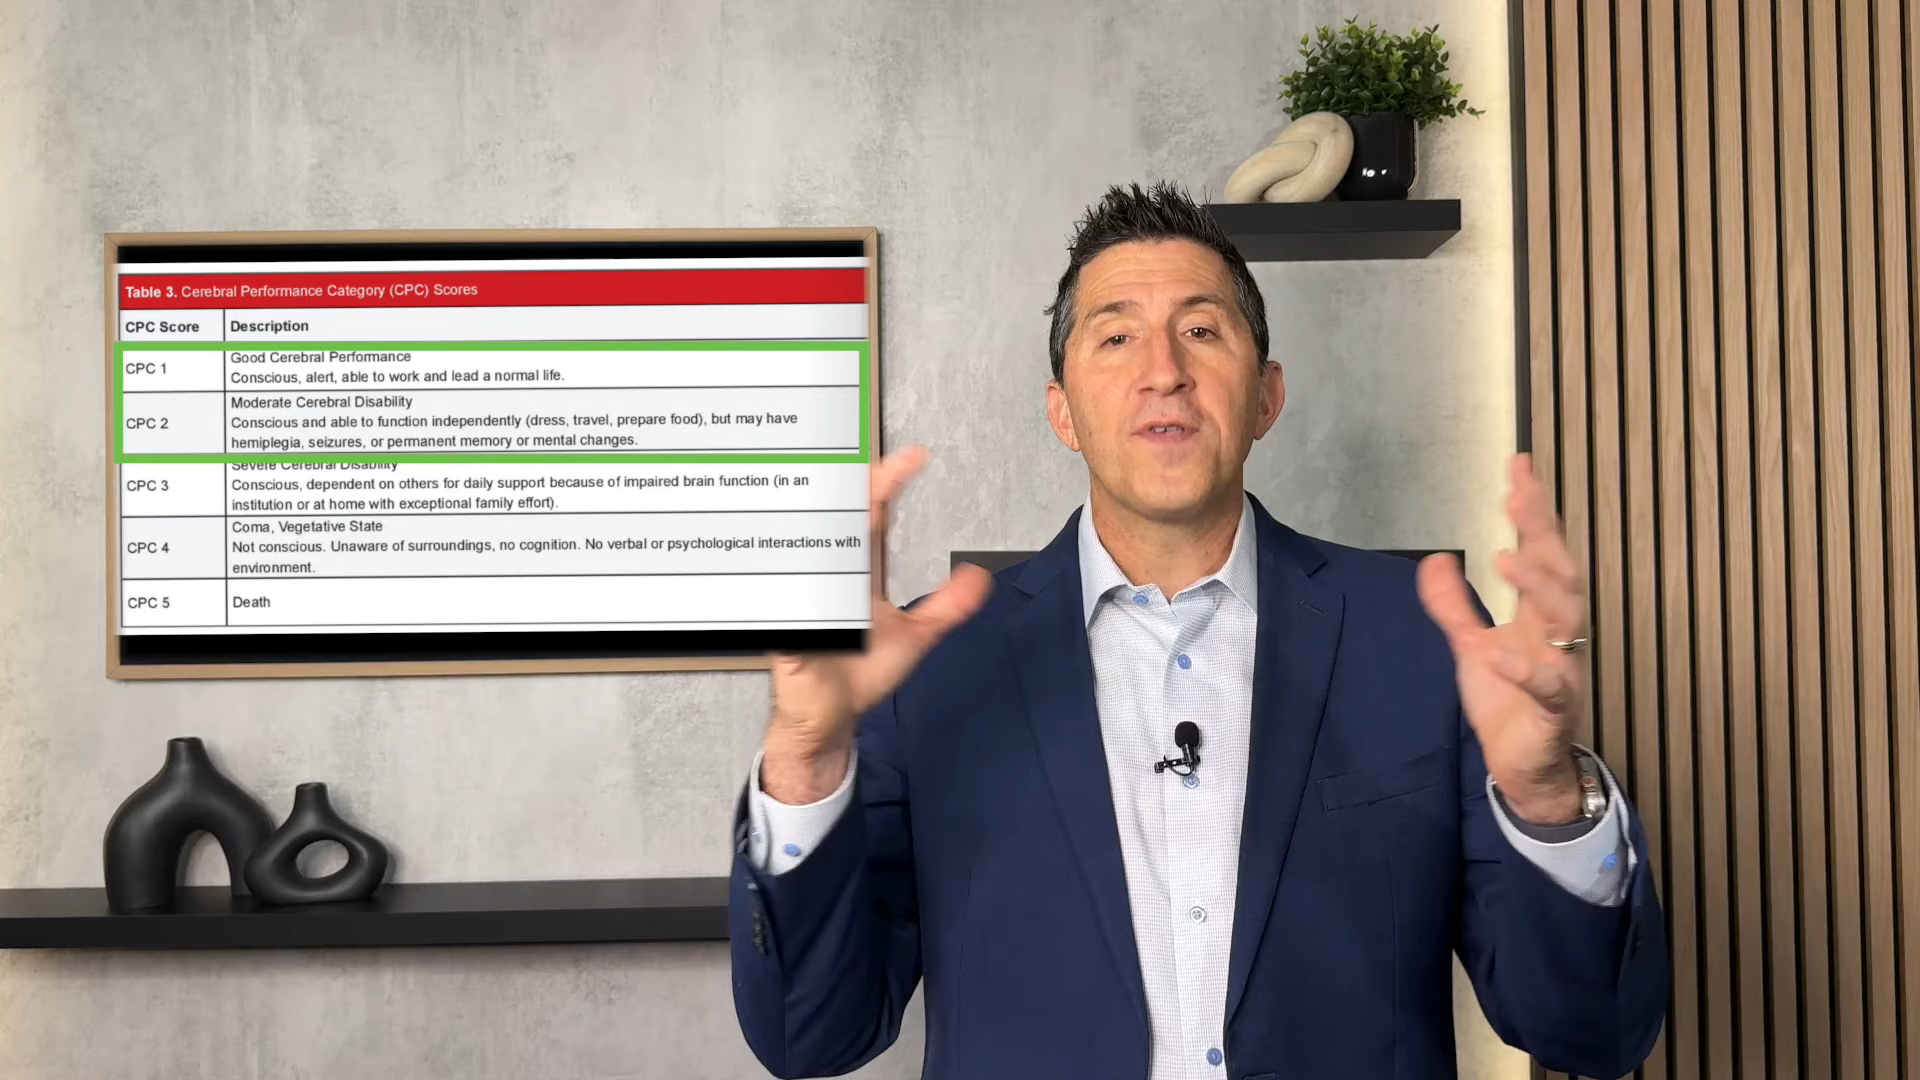 Table 3. Cerebral Performance Category (CPC) Scores
CPC Score Description
CPC 1
Good Cerebral Performance
Conscious, alert, able to work and lead a normal life.
CPC 2
Moderate Cerebral Disability
Conscious and able to function independently (dress, travel, prepare food), but may have
hemiplegia, seizures, or permanent memory or mental changes.
CPC 3
Severe Cerebral Disability
Conscious, dependent on others for daily support because of impaired brain function (in an
institution or at home with exceptional family effort).
CPC 4
Coma, Vegetative State
Not conscious. Unaware of surroundings, no cognition. No verbal or psychological interactions with
environment.
CPC 5
Death